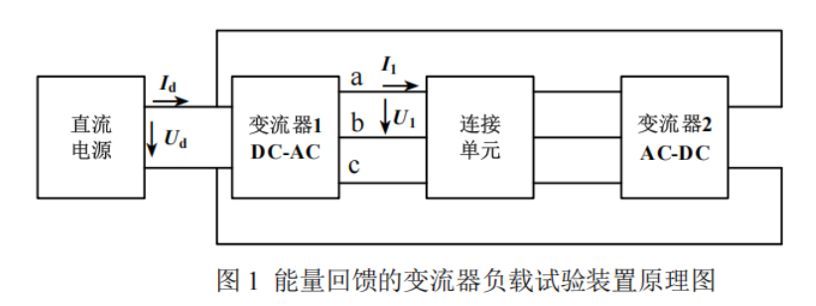 直流
电源
I_d
U_d
变流器1
DC-AC
a
b
c
I_1
U_1
连接
单元
变流器2
AC-DC
图 1 能量回馈的变流器负载试验装置原理图